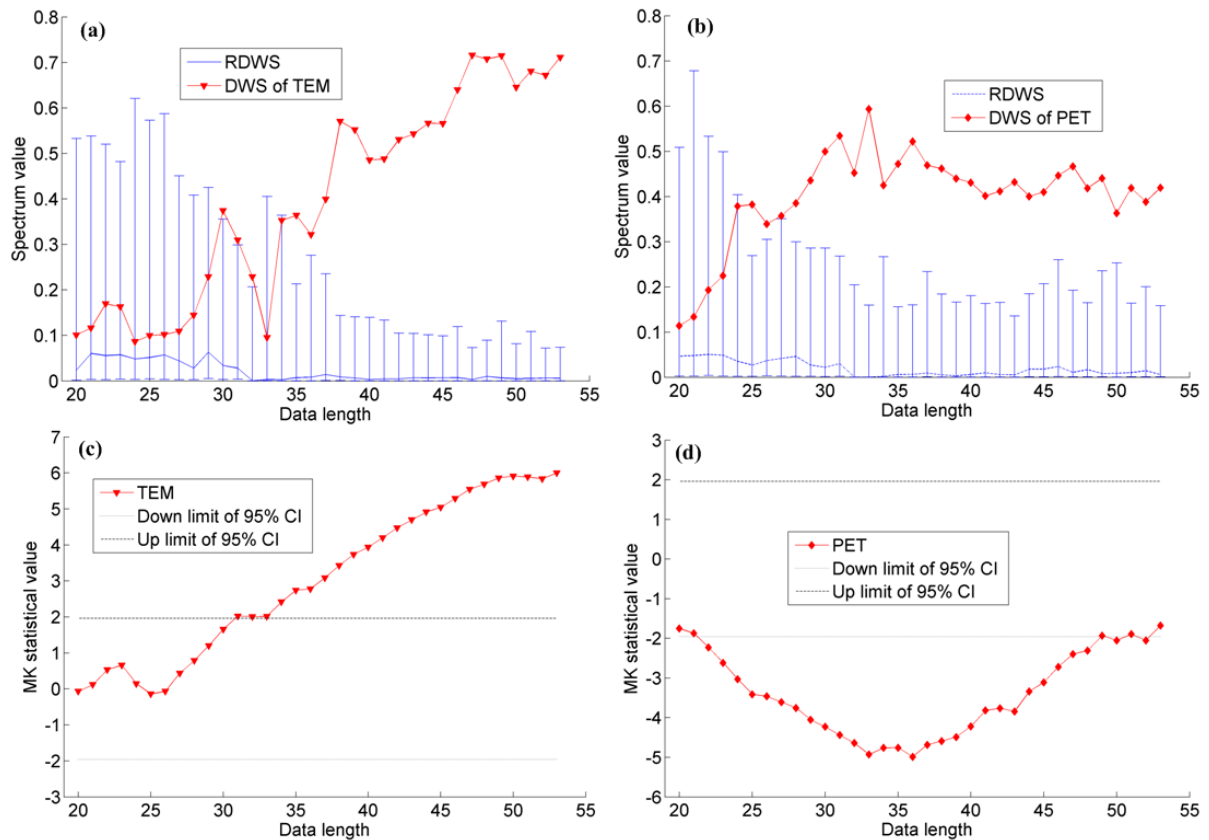 (a)
RDWS
DWS of TEM
0.8
0.7
0.6
0.5
0.4
0.3
0.2
0.1
0
Spectrum value
20 25 30 35 40 45 50 55
Data length
(b)
RDWS
DWS of PET
0.8
0.7
0.6
0.5
0.4
0.3
0.2
0.1
0
Spectrum value
20 25 30 35 40 45 50 55
Data length
(c)
TEM
Down limit of 95% CI
Up limit of 95% CI
7
6
5
4
3
2
1
0
-1
-2
-3
MK statistical value
20 25 30 35 40 45 50 55
Data length
(d)
PET
Down limit of 95% CI
Up limit of 95% CI
3
2
1
0
-1
-2
-3
-4
-5
-6
MK statistical value
20 25 30 35 40 45 50 55
Data length